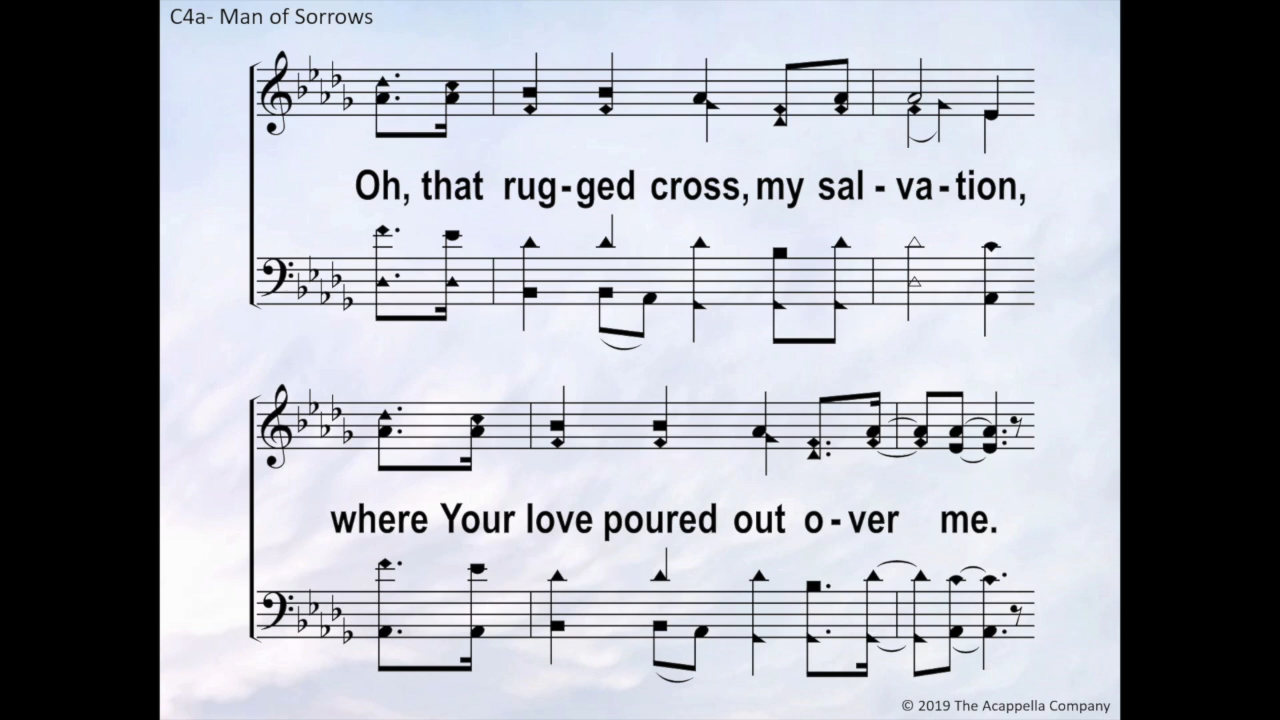 C4a- Man of Sorrows
Oh, that rug-ged cross, my sal - va - tion,
where Your love poured out o - ver me.
© 2019 The Acappella Company